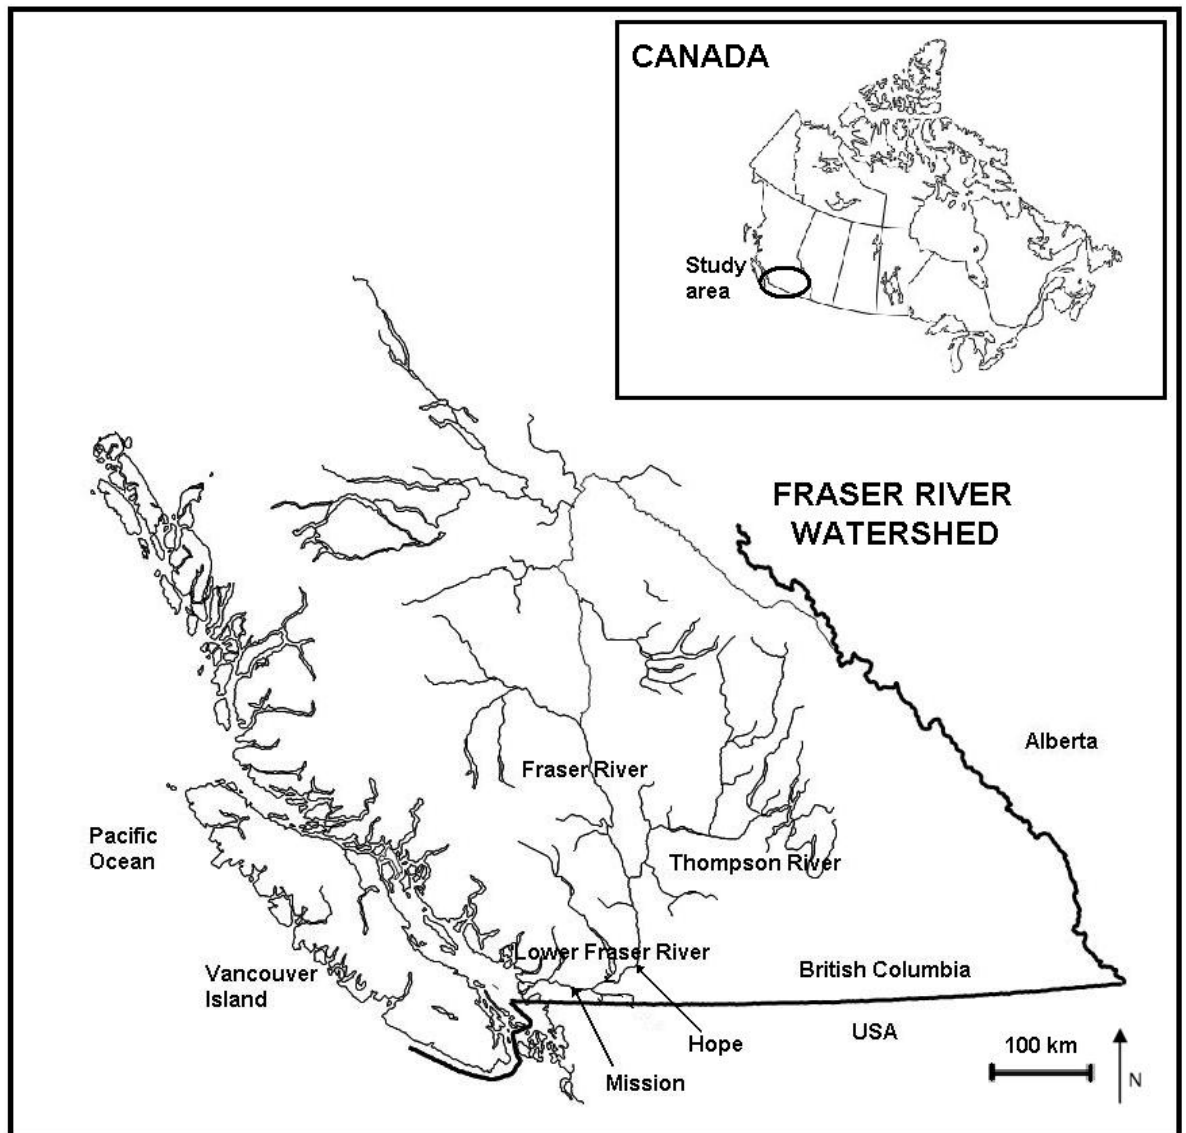 CANADA
Study
area
FRASER RIVER
WATERSHED
Alberta
Fraser River
Pacific
Ocean
Thompson River
Lower Fraser River
British Columbia
Vancouver
Island
USA
Hope
100 km
N
Mission